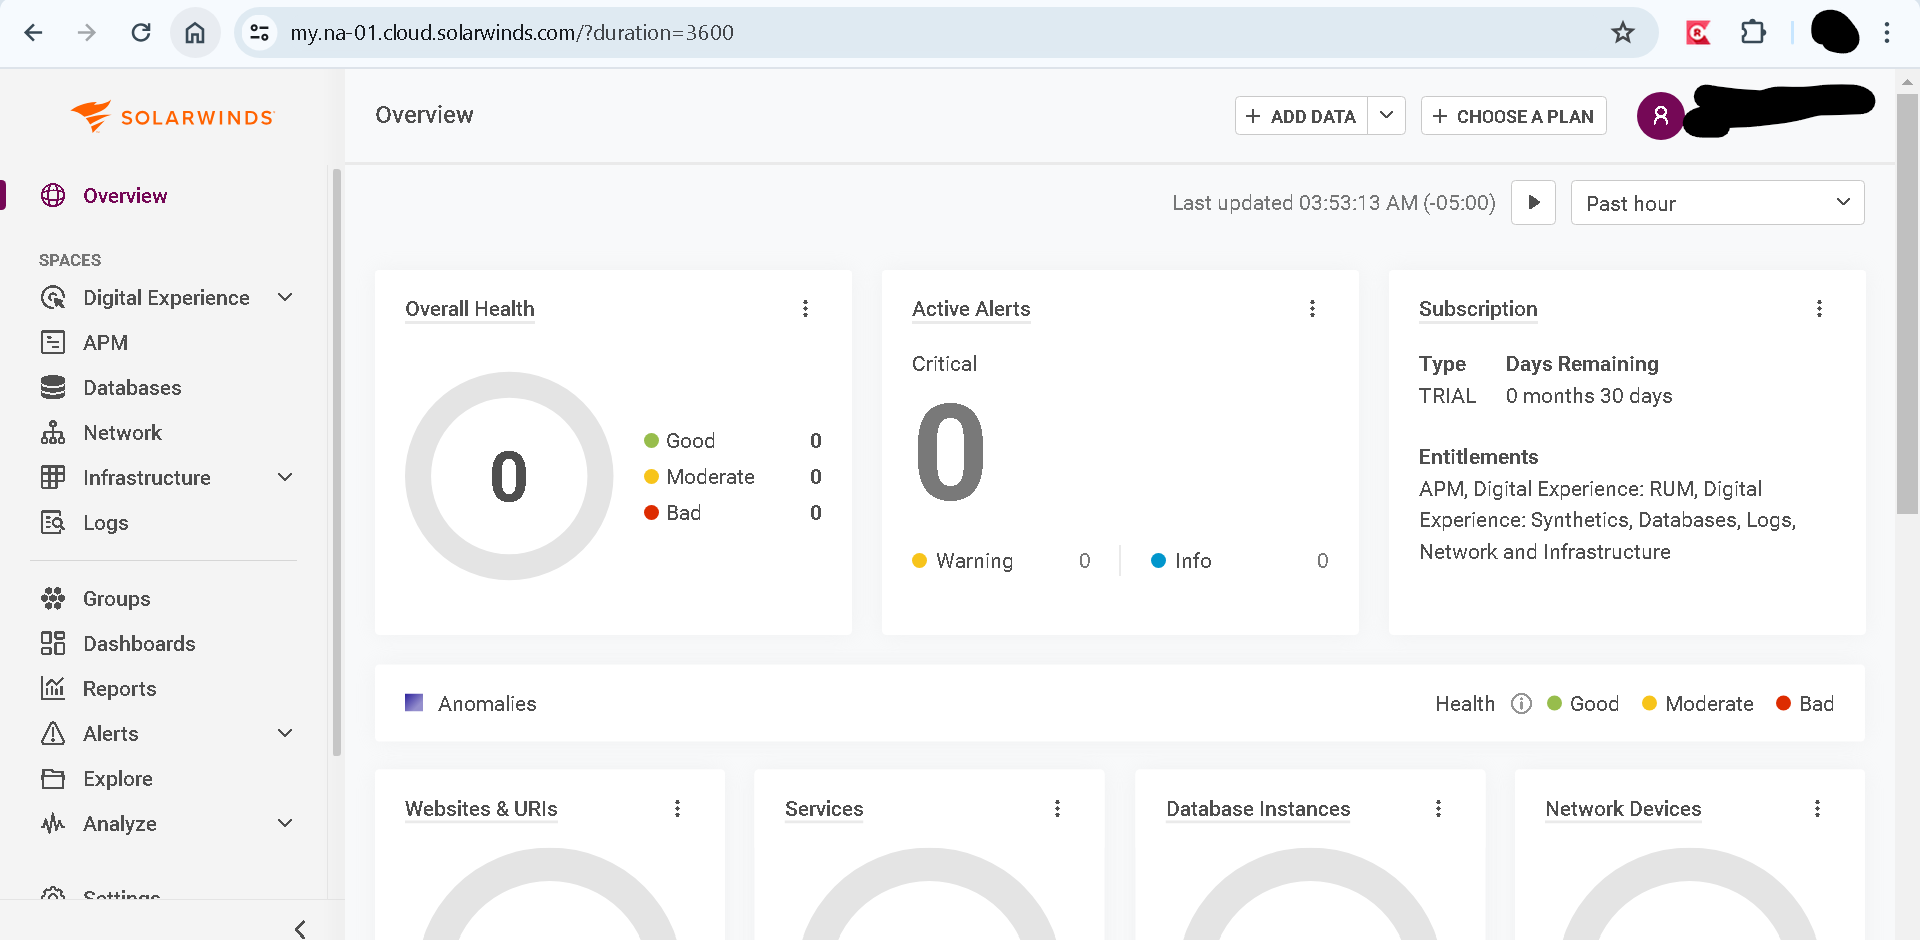 my.na-01.cloud.solarwinds.com/?duration=3600
SOLARWINDS
Overview
SPACES
Digital Experience
APM
Databases
Network
Infrastructure
Logs
Groups
Dashboards
Reports
Alerts
Explore
Analyze
Settings
Overview
+ ADD DATA
+ CHOOSE A PLAN
Last updated 03:53:13 AM (-05:00)
Past hour
Overall Health
0
Good 0
Moderate 0
Bad 0
Active Alerts
Critical
0
Warning 0
Info 0
Subscription
Type Days Remaining
TRIAL 0 months 30 days
Entitlements
APM, Digital Experience: RUM, Digital
Experience: Synthetics, Databases, Logs,
Network and Infrastructure
Anomalies
Health Good Moderate Bad
Websites & URIs
Services
Database Instances
Network Devices